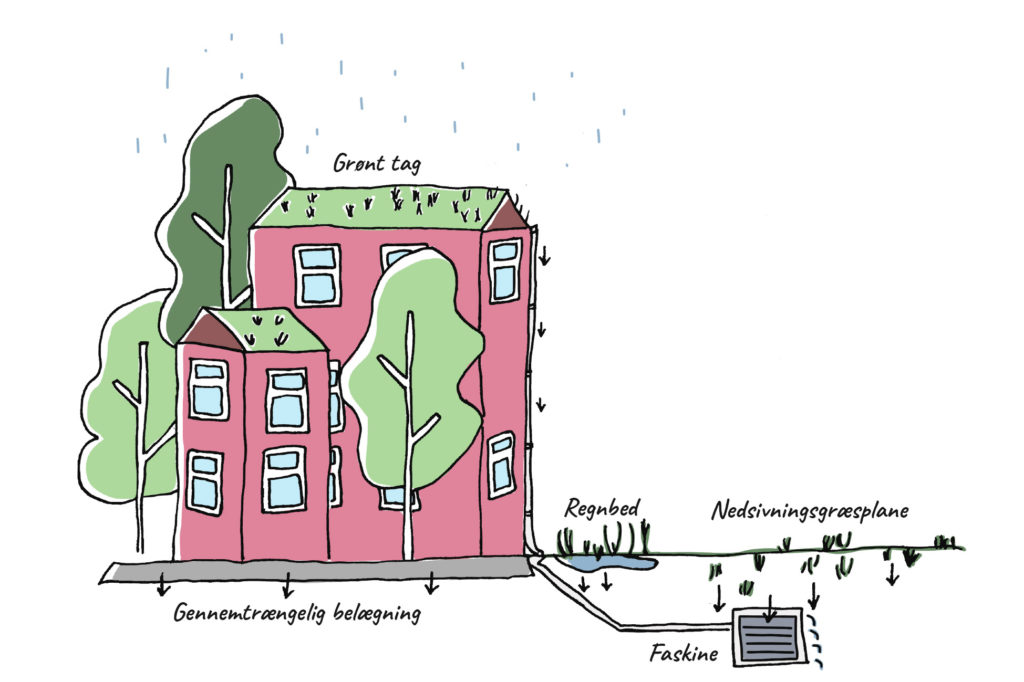 Grønt tag
Regnbed
Nedsivningsgræsplane
Gennemtrængelig belægning
Faskine